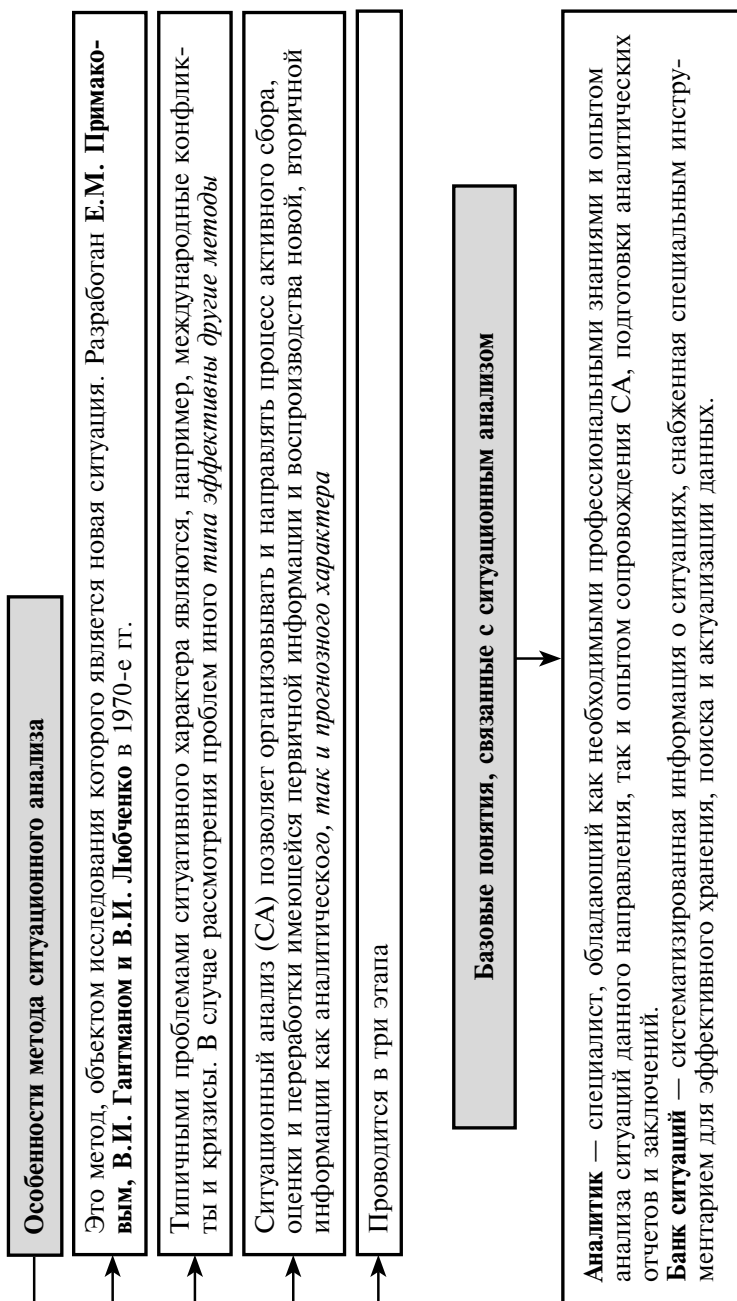 Особенности метода ситуационного анализа
Это метод, объектом исследования которого является новая ситуация. Разработан Е.М. Примако-
вым, В.И. Гантманом и В.И. Любченко в 1970-е гг.
Типичными проблемами ситуативного характера являются, например, международные конфлик-
ты и кризисы. В случае рассмотрения проблем иного типа эффективны другие методы
Ситуационный анализ (СА) позволяет организовывать и направлять процесс активного сбора,
оценки и переработки имеющейся первичной информации и воспроизводства новой, вторичной
информации как аналитического, так и прогнозного характера
Проводится в три этапа
Базовые понятия, связанные с ситуационным анализом
Аналитик — специалист, обладающий как необходимыми профессиональными знаниями и опытом
анализа ситуаций данного направления, так и опытом сопровождения СА, подготовки аналитических
отчетов и заключений.
Банк ситуаций — систематизированная информация о ситуациях, снабженная специальным инстру-
ментарием для эффективного хранения, поиска и актуализации данных.